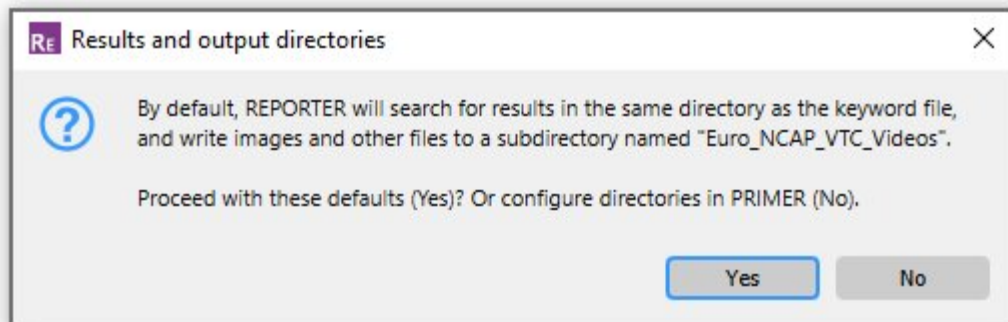 RE Results and output directories
By default, REPORTER will search for results in the same directory as the keyword file,
and write images and other files to a subdirectory named "Euro_NCAP_VTC_Videos".
Proceed with these defaults (Yes)? Or configure directories in PRIMER (No).
Yes No